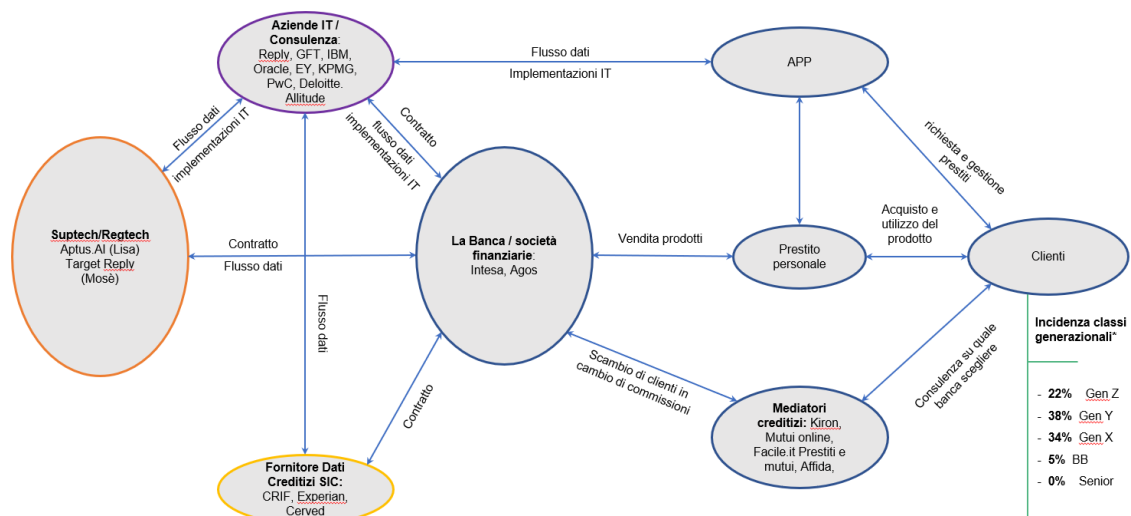 Aziende IT /
Consulenza:
Reply, GFT, IBM,
Oracle, EY, KPMG,
PwC, Deloitte.
Allitude
Flusso dati
Implementazioni IT
APP
Flusso dati
implementazioni IT
Contratto
flusso dati
implementazioni IT
richiesta e gestione
prestiti
Suptech/Regtech
Aptus.AI (Lisa)
Target Reply
(Mosè)
Contratto
Flusso dati
La Banca / società
finanziarie:
Intesa, Agos
Vendita prodotti
Prestito
personale
Acquisto e
utilizzo del
prodotto
Clienti
Flusso dati
Contratto
Scambio di clienti in
cambio di commissioni
Consulenza su quale
banca scegliere
Incidenza classi
generazionali*
- 22% Gen Z
- 38% Gen Y
- 34% Gen X
- 5% BB
- 0% Senior
Mediatori
creditizi: Kiron,
Mutui online,
Facile.it Prestiti e
mutui, Affida,
Fornitore Dati
Creditizi SIC:
CRIF, Experian,
Cerved